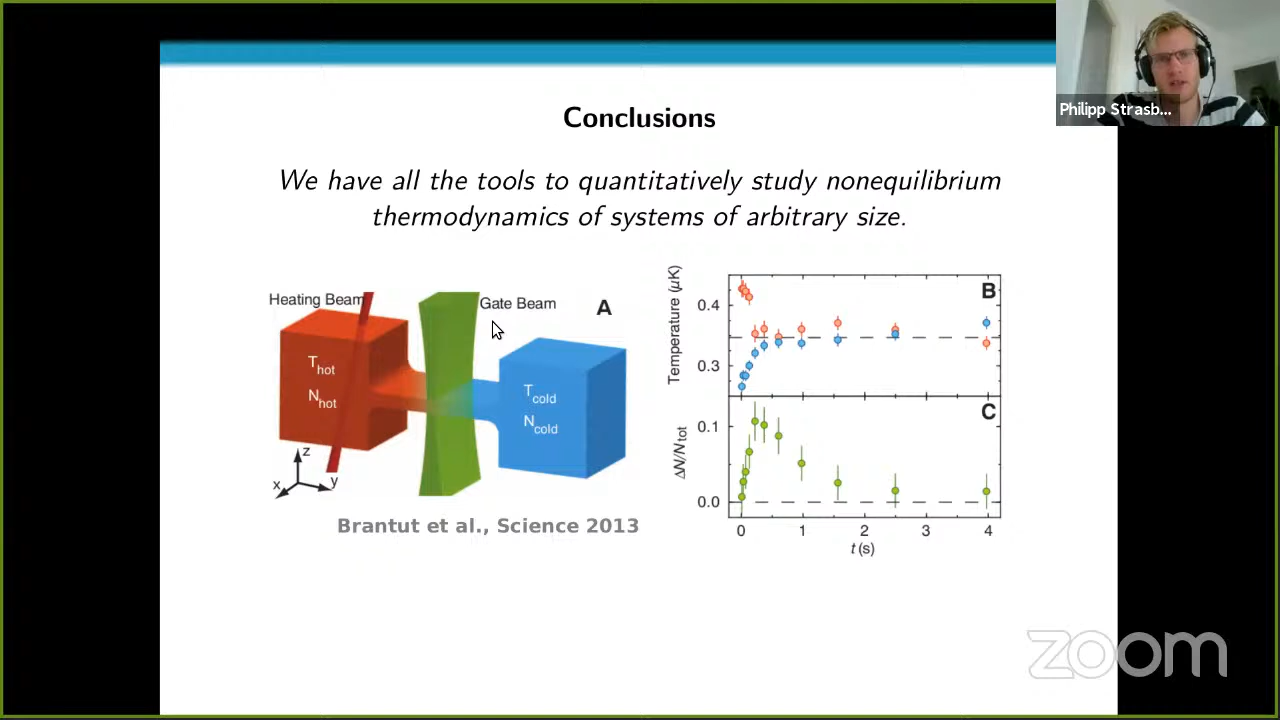 Philipp Strasb...
Conclusions
We have all the tools to quantitatively study nonequilibrium
thermodynamics of systems of arbitrary size.
Heating Beam
Gate Beam
A
T_hot
N_hot
T_cold
N_cold
z
x
y
Brantut et al., Science 2013
B
Temperature (μK)
0.4
0.3
C
ΔN/N_tot
0.1
0.0
0 1 2 3 4
t (s)
zoom